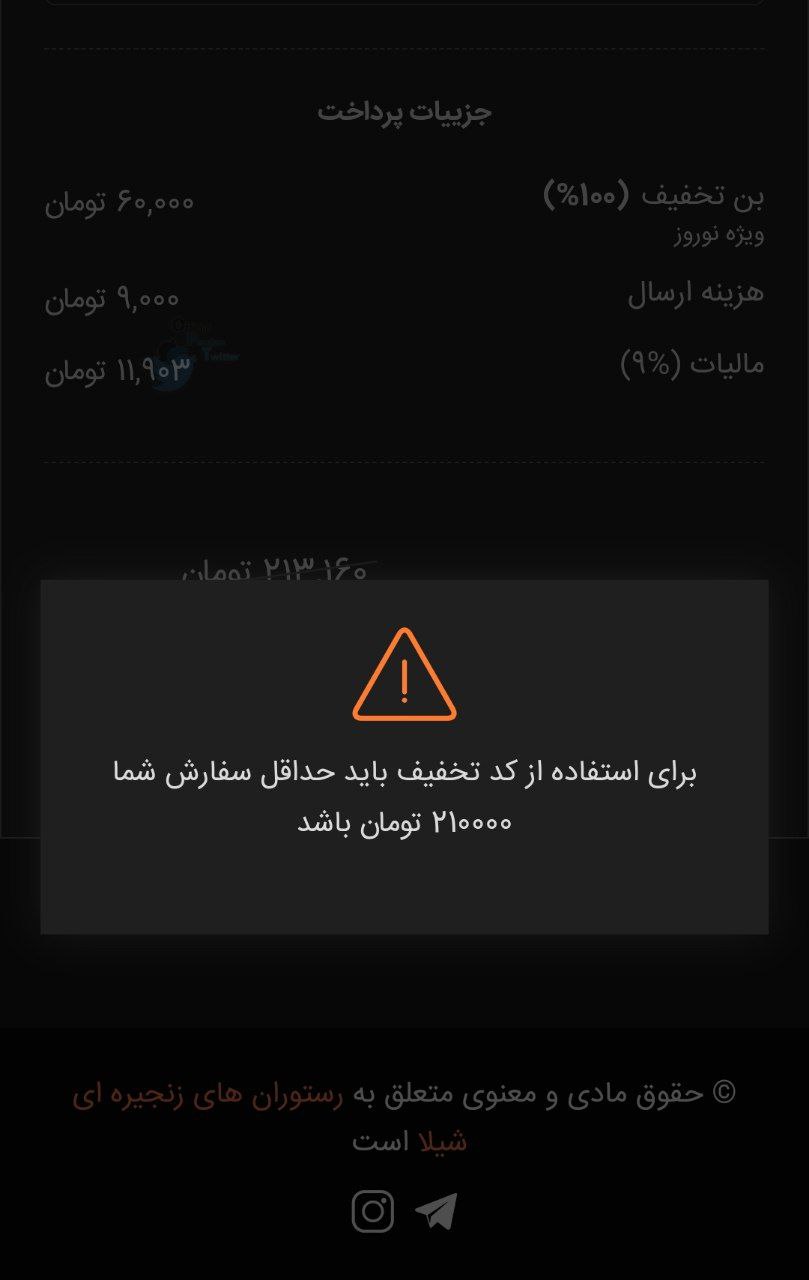 جزییات پرداخت
بن تخفیف (%۱۰۰) ۶۰,۰۰۰ تومان
ویژه نوروز
هزینه ارسال ۹,۰۰۰ تومان
مالیات (%۹) ۱۱,۹۰۳ تومان
Twitter
۲۱۳,۱۶۰ تومان
برای استفاده از کد تخفیف باید حداقل سفارش شما
۲۱۰۰۰۰ تومان باشد
© حقوق مادی و معنوی متعلق به رستوران های زنجیره ای
شیلا است